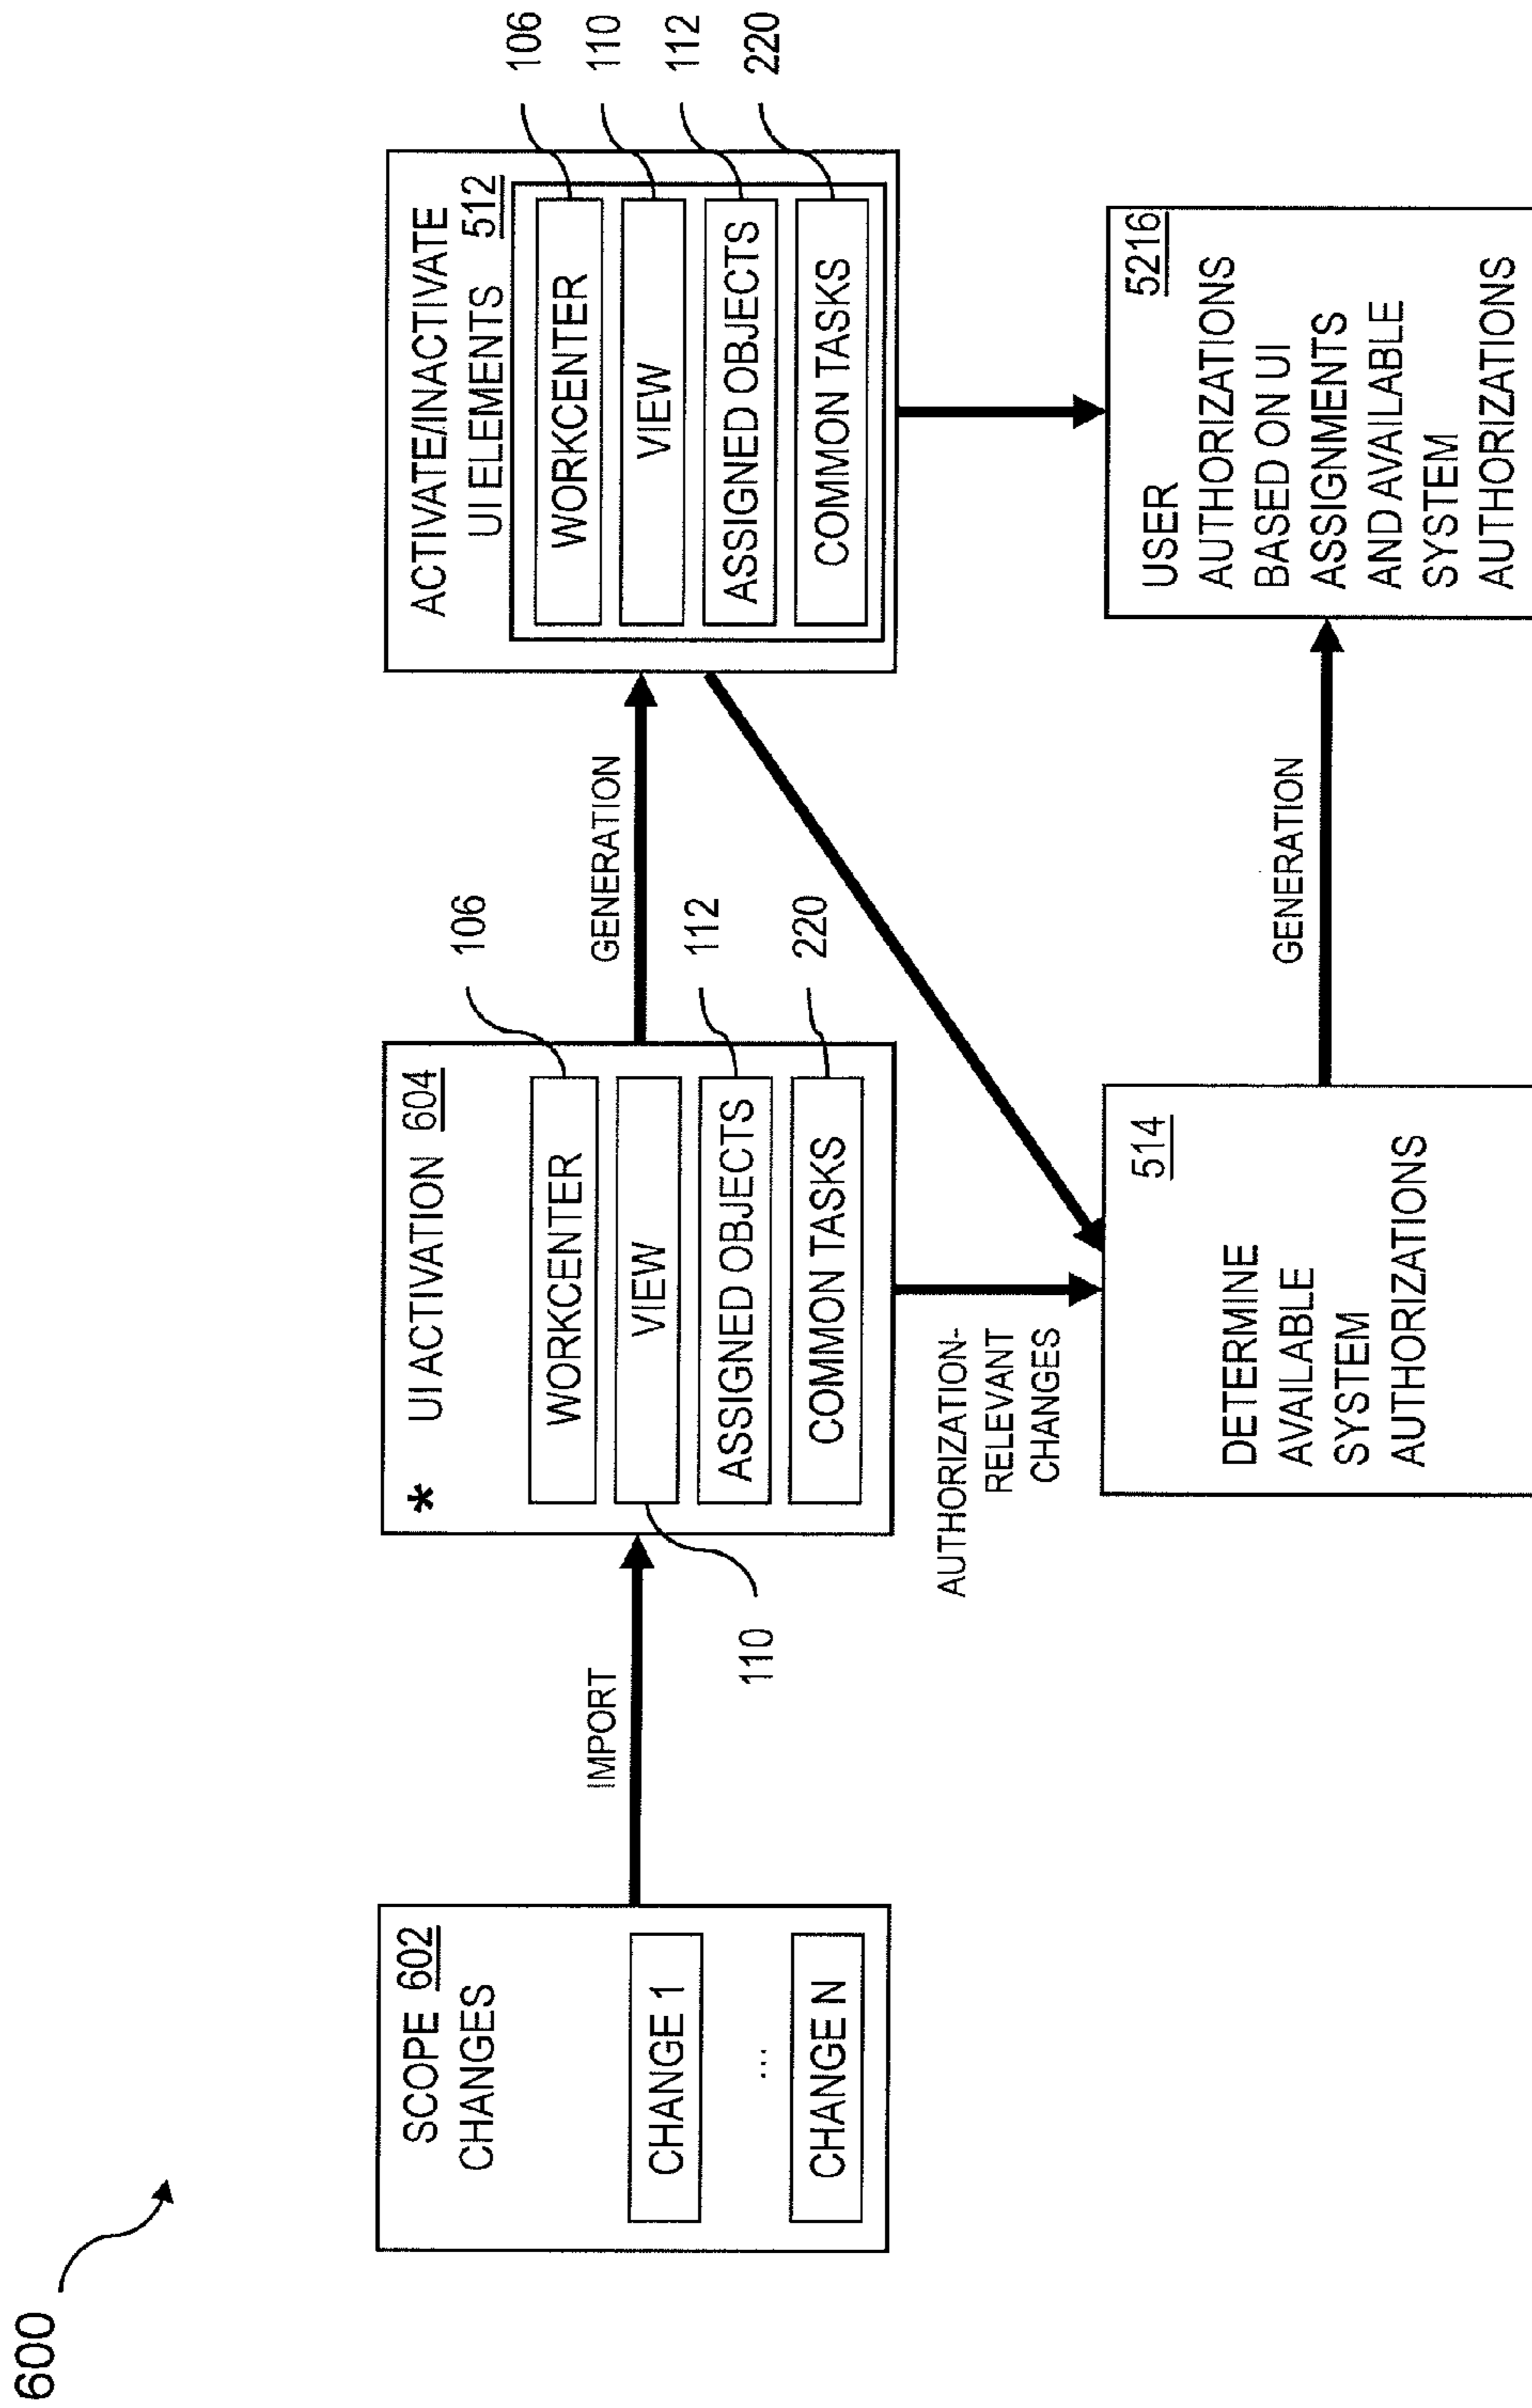 600
SCOPE 602
CHANGES
CHANGE 1
...
CHANGE N
IMPORT
* UI ACTIVATION 604
WORKCENTER
VIEW
ASSIGNED OBJECTS
COMMON TASKS
106
110
112
220
GENERATION
ACTIVATE/INACTIVATE
UI ELEMENTS 512
WORKCENTER
VIEW
ASSIGNED OBJECTS
COMMON TASKS
106
110
112
220
AUTHORIZATION-
RELEVANT
CHANGES
514
DETERMINE
AVAILABLE
SYSTEM
AUTHORIZATIONS
GENERATION
5216
USER
AUTHORIZATIONS
BASED ON UI
ASSIGNMENTS
AND AVAILABLE
SYSTEM
AUTHORIZATIONS